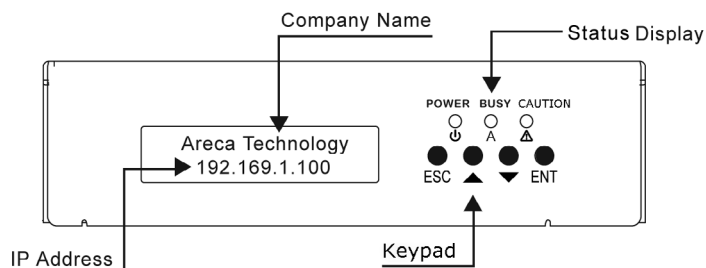 Company Name
Status Display
POWER BUSY CAUTION
A
Areca Technology
192.169.1.100
ESC ENT
IP Address
Keypad